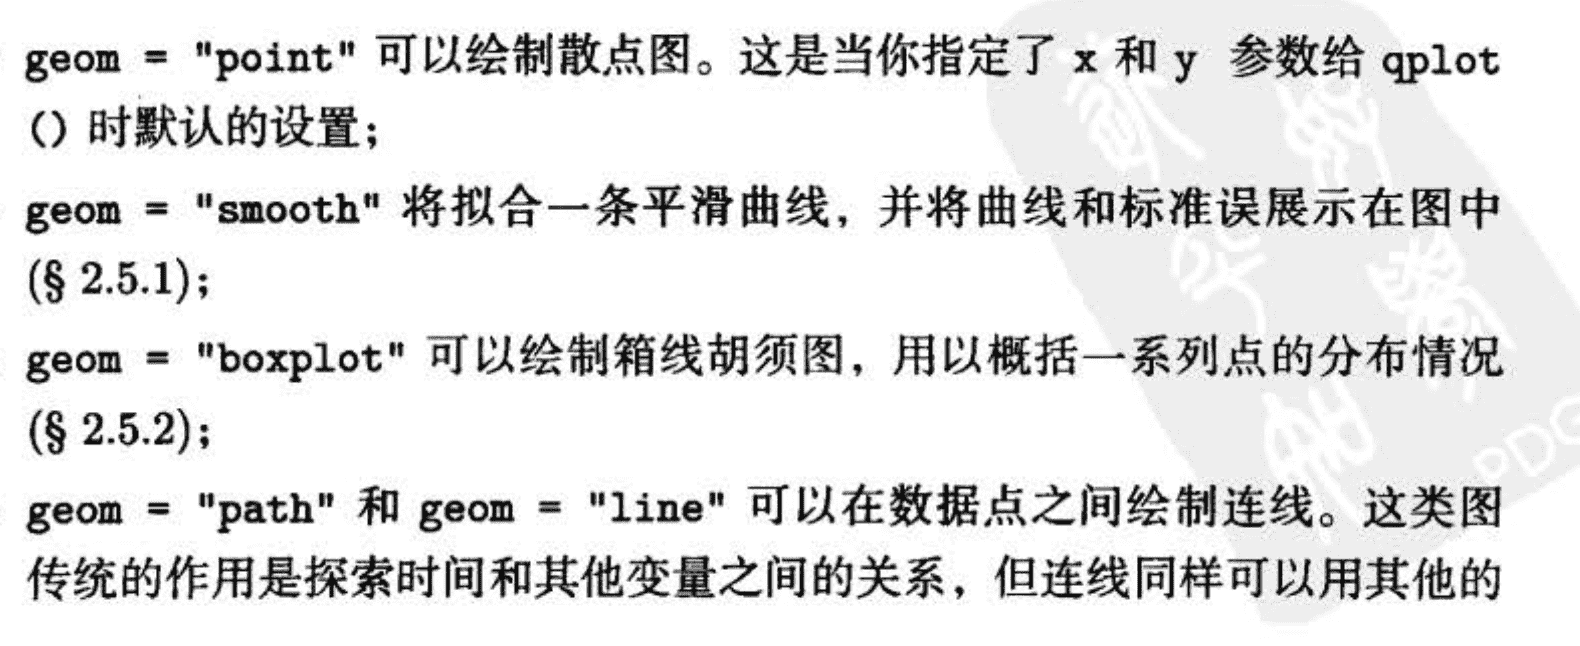 geom = "point" 可以绘制散点图。这是当你指定了 x 和 y 参数给 qplot
() 时默认的设置；
geom = "smooth" 将拟合一条平滑曲线，并将曲线和标准误展示在图中
(§ 2.5.1)；
geom = "boxplot" 可以绘制箱线胡须图，用以概括一系列点的分布情况
(§ 2.5.2)；
geom = "path" 和 geom = "line" 可以在数据点之间绘制连线。这类图
传统的作用是探索时间和其他变量之间的关系，但连线同样可以用其他的
PDG